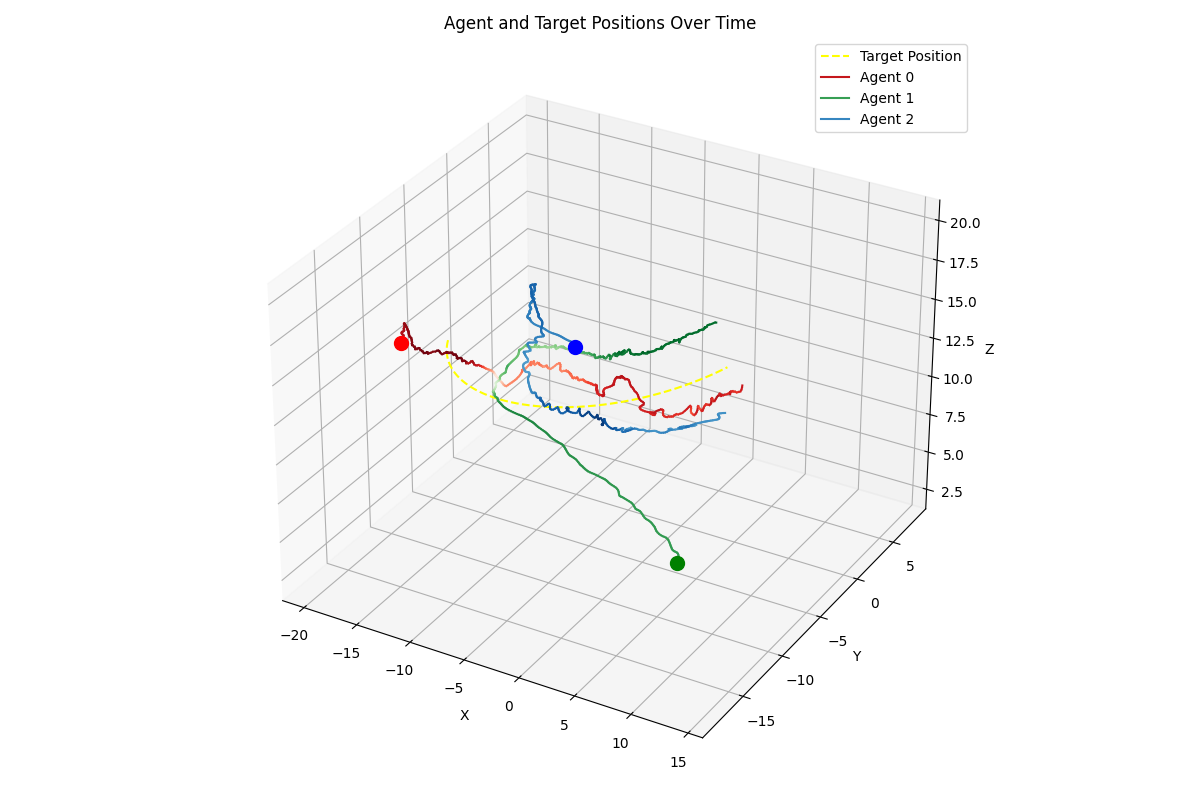 Agent and Target Positions Over Time
Target Position
Agent 0
Agent 1
Agent 2
20.0
17.5
15.0
12.5
10.0
7.5
5.0
2.5
Z
5
0
−5
−10
−15
Y
−20
−15
−10
−5
0
5
10
15
X